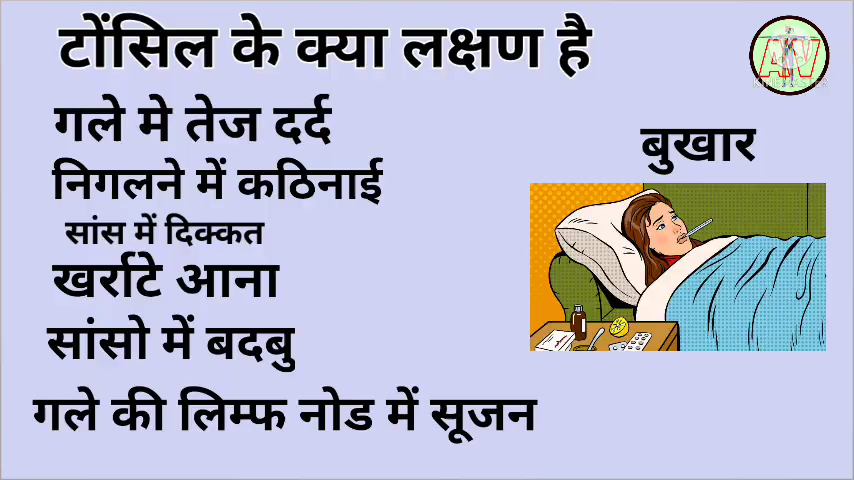 टोंसिल के क्या लक्षण है
गले मे तेज दर्द
निगलने में कठिनाई
सांस में दिक्कत
खर्राटे आना
सांसो में बदबु
गले की लिम्फ नोड में सूजन
बुखार